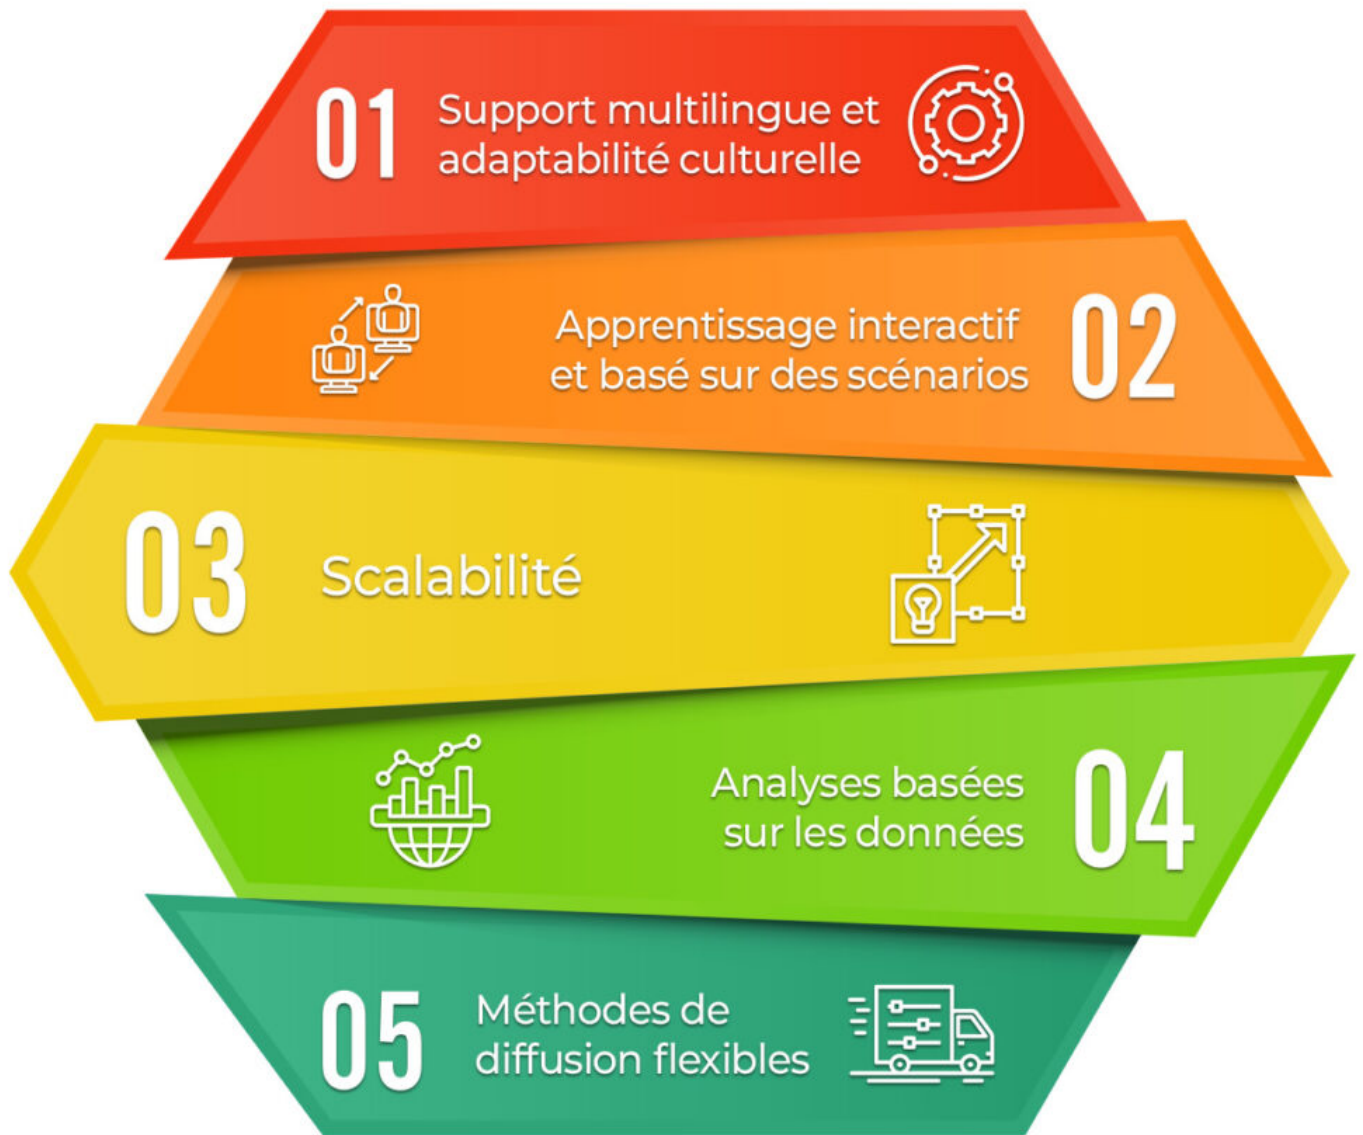 01
Support multilingue et
adaptabilité culturelle
Apprentissage interactif
et basé sur des scénarios
02
03
Scalabilité
Analyses basées
sur les données
04
05
Méthodes de
diffusion flexibles